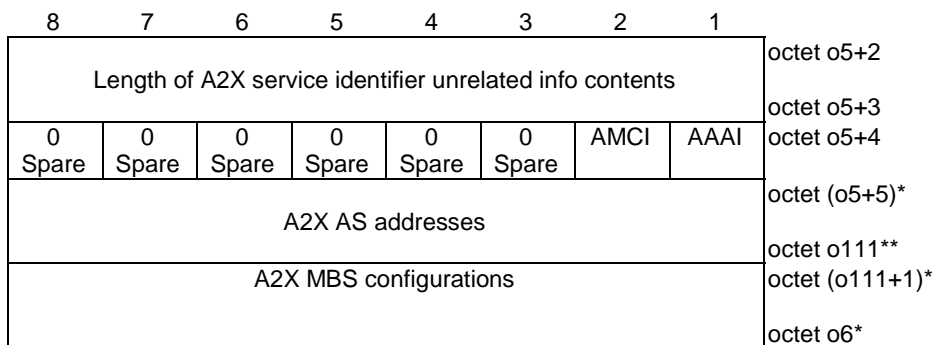 8 7 6 5 4 3 2 1
octet o5+2
Length of A2X service identifier unrelated info contents
octet o5+3
0 0 0 0 0 0 AMCI AAAI octet o5+4
Spare Spare Spare Spare Spare Spare
octet (o5+5)*
A2X AS addresses
octet o111**
A2X MBS configurations octet (o111+1)*
octet o6*